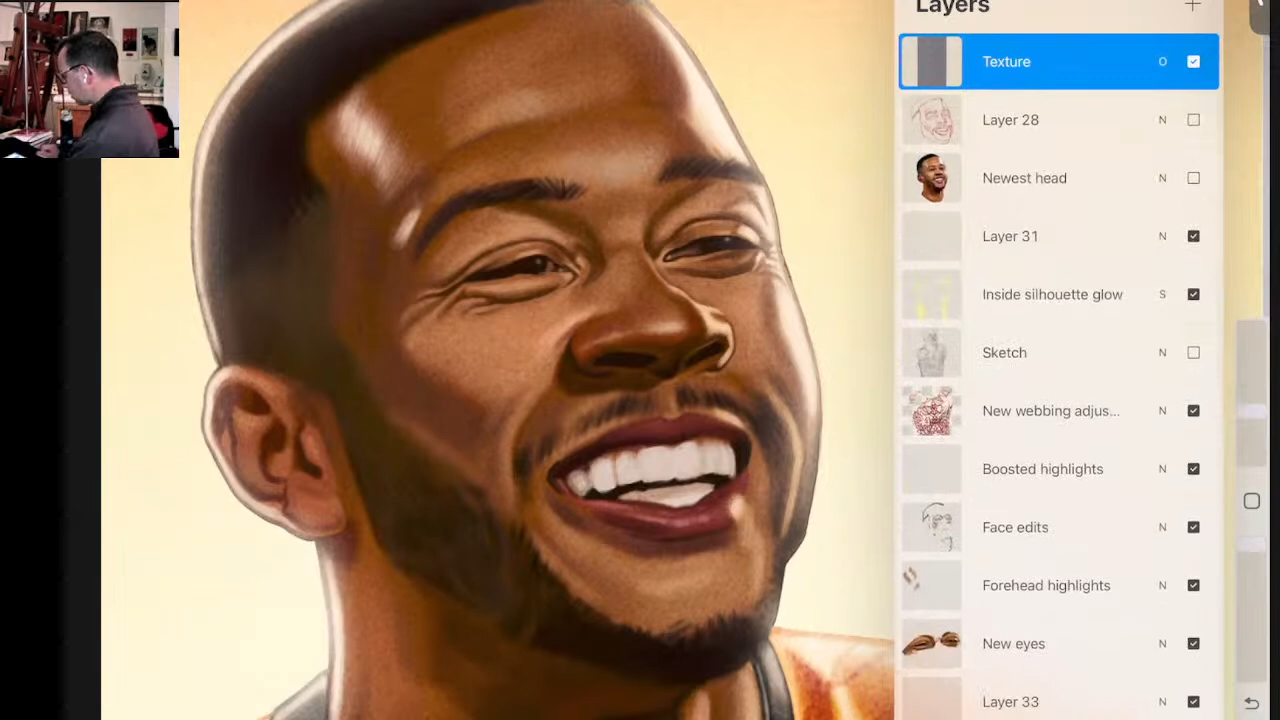 Layers
Texture O
Layer 28 N
Newest head N
Layer 31 N
Inside silhouette glow S
Sketch N
New webbing adjus... N
Boosted highlights N
Face edits N
Forehead highlights N
New eyes N
Layer 33 N